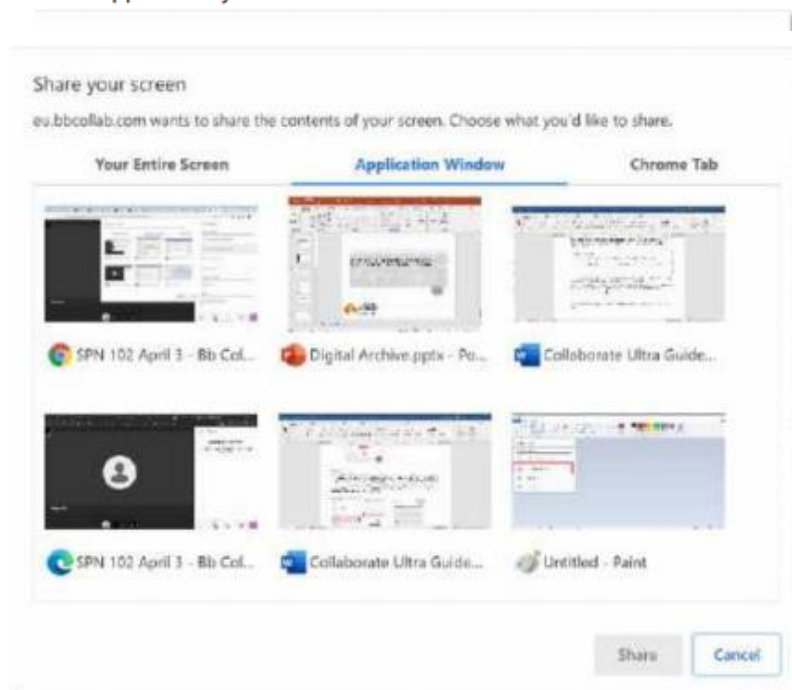 Share your screen
eu.bbcollab.com wants to share the contents of your screen. Choose what you'd like to share.
Your Entire Screen Application Window Chrome Tab
SPN 102 April 3 - Bb Col... Digital Archive.pptx - Po... Collaborate Ultra Guide...
SPN 102 April 3 - Bb Col... Collaborate Ultra Guide... Untitled - Paint
Share Cancel